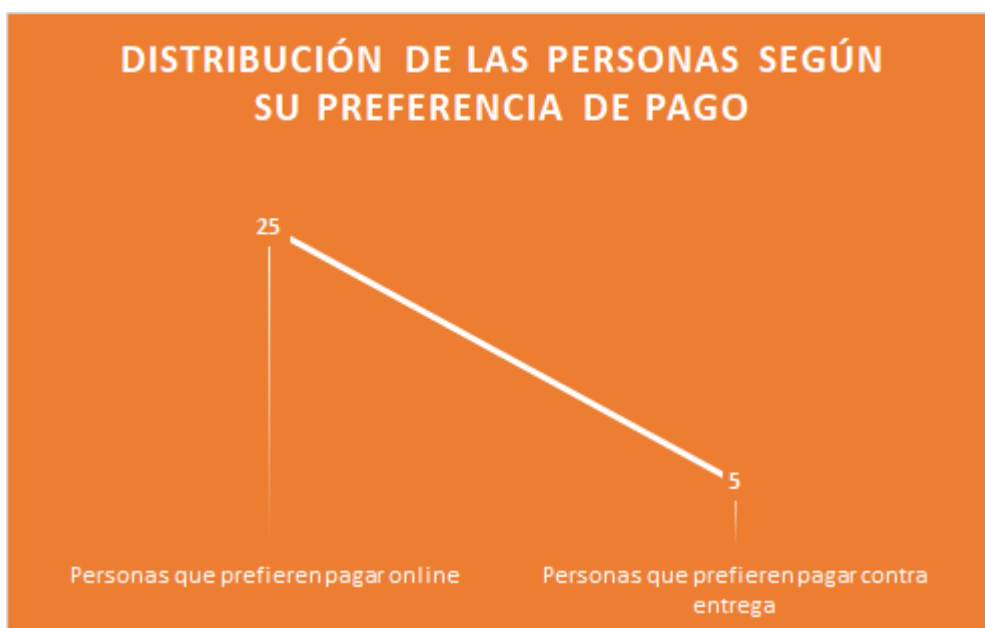 DISTRIBUCIÓN DE LAS PERSONAS SEGÚN
SU PREFERENCIA DE PAGO
25
5
Personas que prefieren pagar online
Personas que prefieren pagar contra
entrega